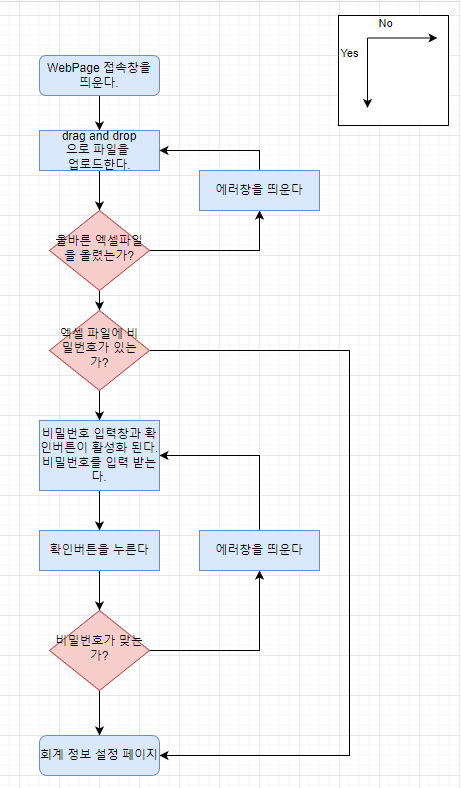 No
Yes
WebPage 접속창을
띄운다.
drag and drop
으로 파일을
업로드한다.
에러창을 띄운다
올바른 엑셀파일
을 올렸는가?
엑셀 파일에 비
밀번호가 있는
가?
비밀번호 입력창과 확
인버튼이 활성화 된다.
비밀번호를 입력 받는
다.
확인버튼을 누른다
에러창을 띄운다
비밀번호가 맞는
가?
회계 정보 설정 페이지